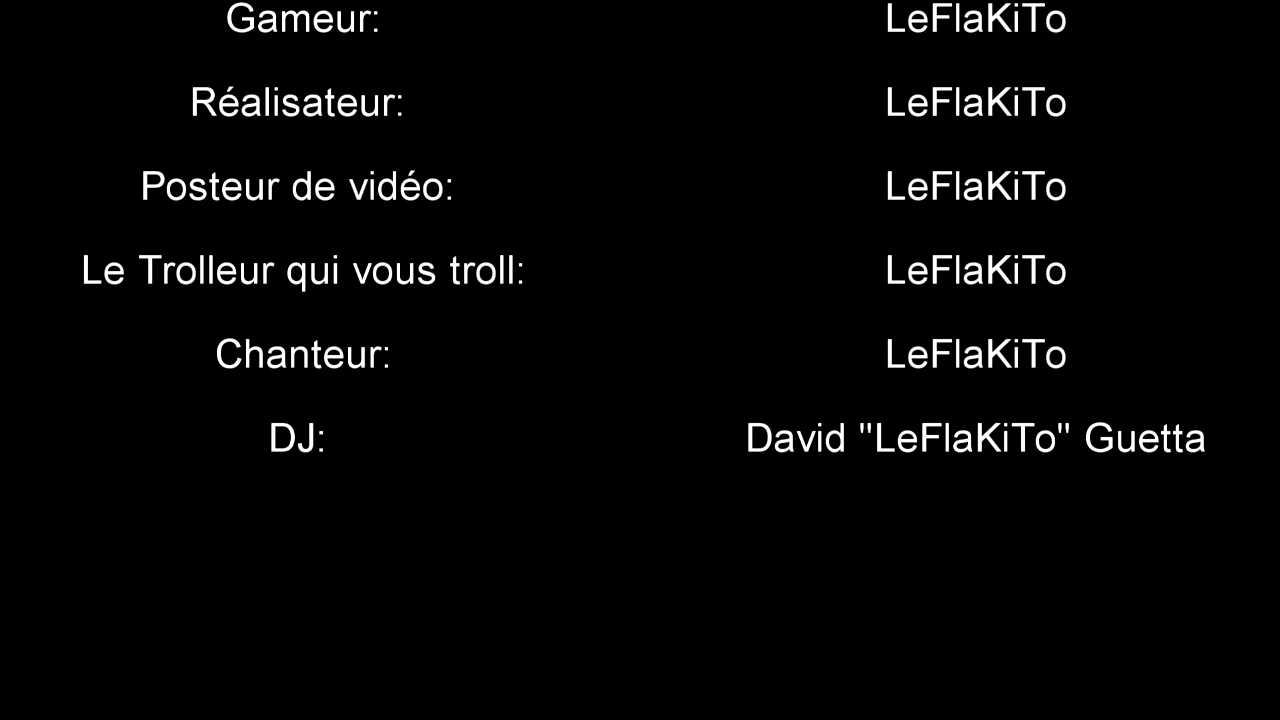 Gameur: LeFlaKiTo
Réalisateur: LeFlaKiTo
Posteur de vidéo: LeFlaKiTo
Le Trolleur qui vous troll: LeFlaKiTo
Chanteur: LeFlaKiTo
DJ: David "LeFlaKiTo" Guetta